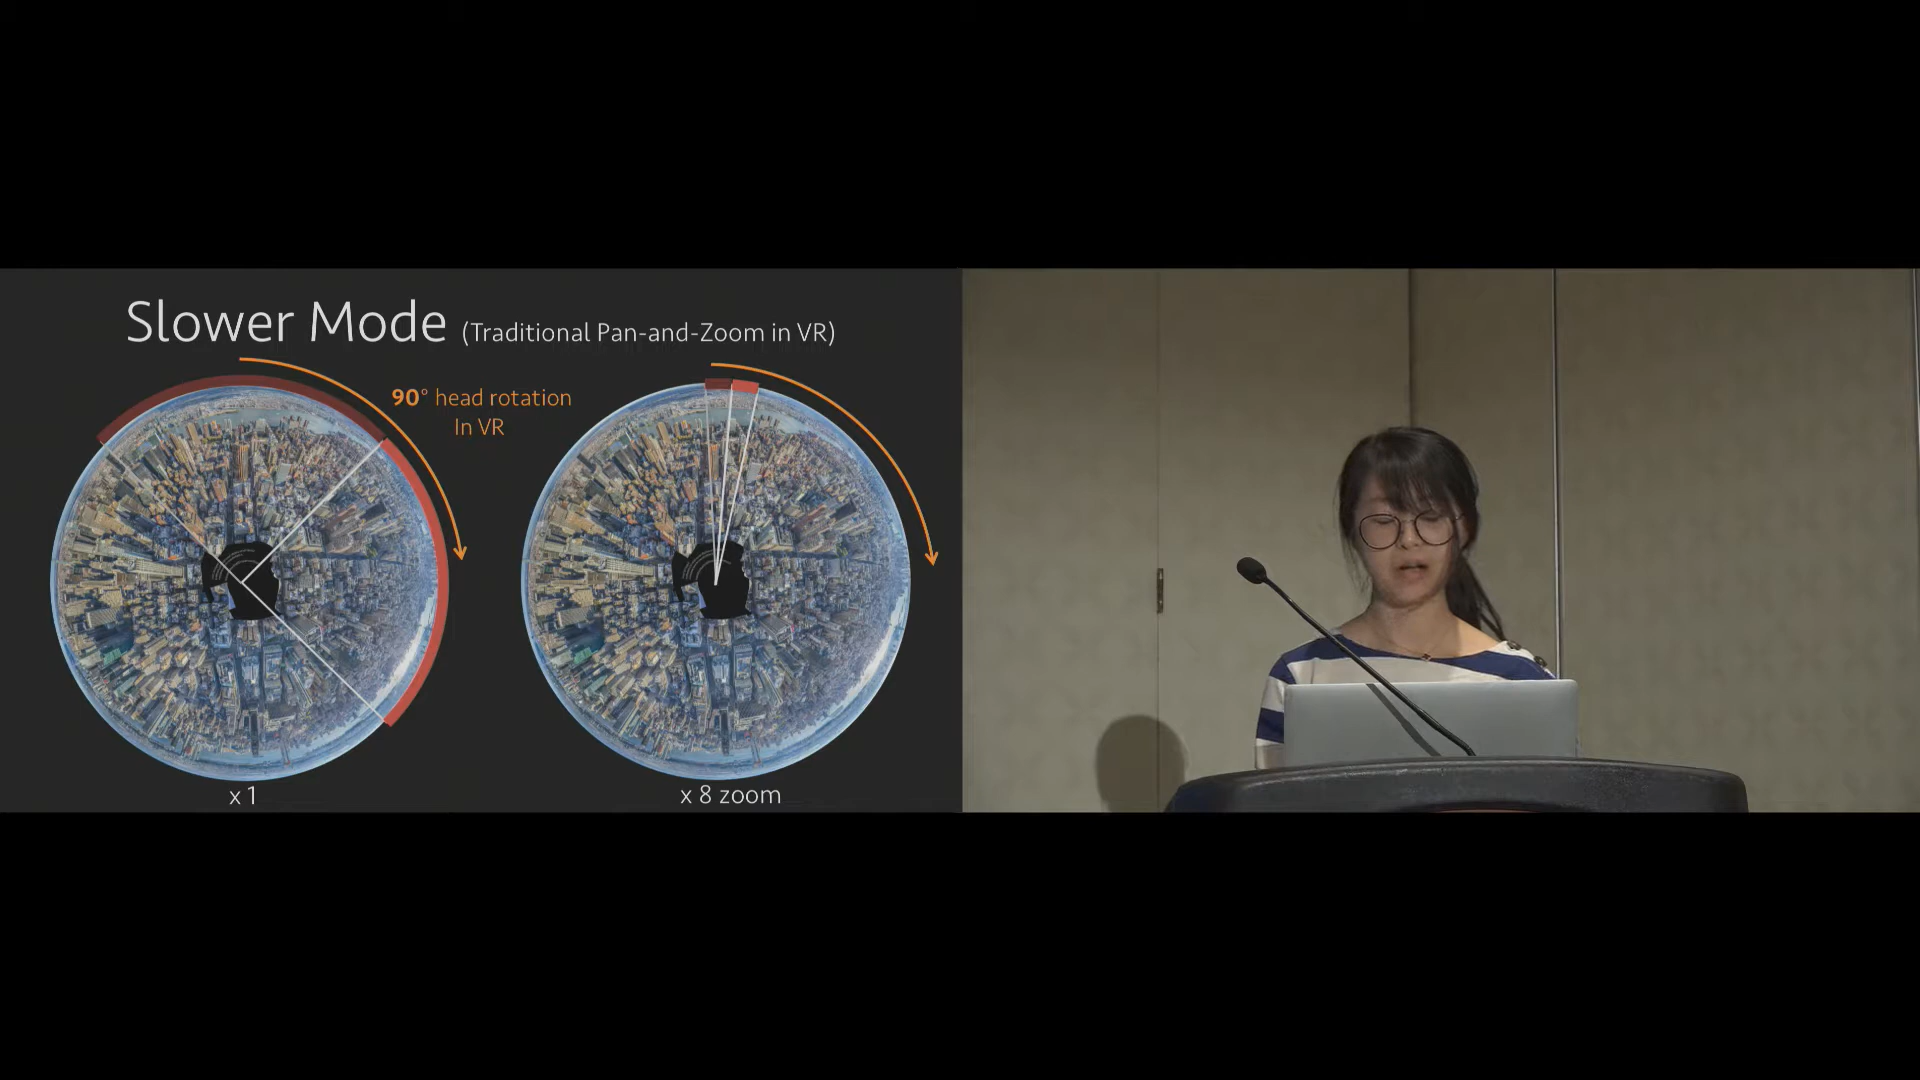 Slower Mode (Traditional Pan-and-Zoom in VR)
90° head rotation
In VR
x 1
x 8 zoom